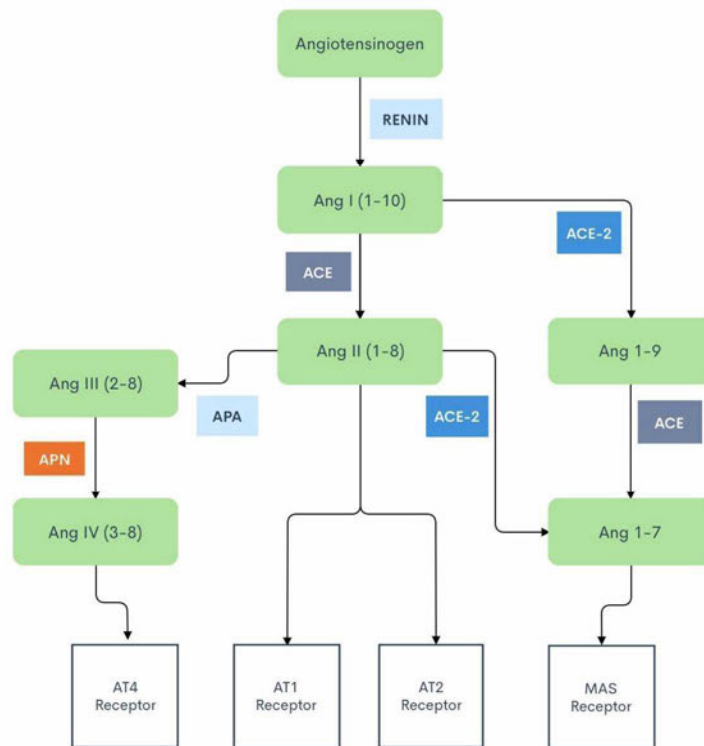 Angiotensinogen
RENIN
Ang I (1-10)
ACE-2
ACE
Ang II (1-8)
Ang 1-9
Ang III (2-8)
APA
ACE-2
ACE
APN
Ang IV (3-8)
Ang 1-7
AT4
Receptor
AT1
Receptor
AT2
Receptor
MAS
Receptor